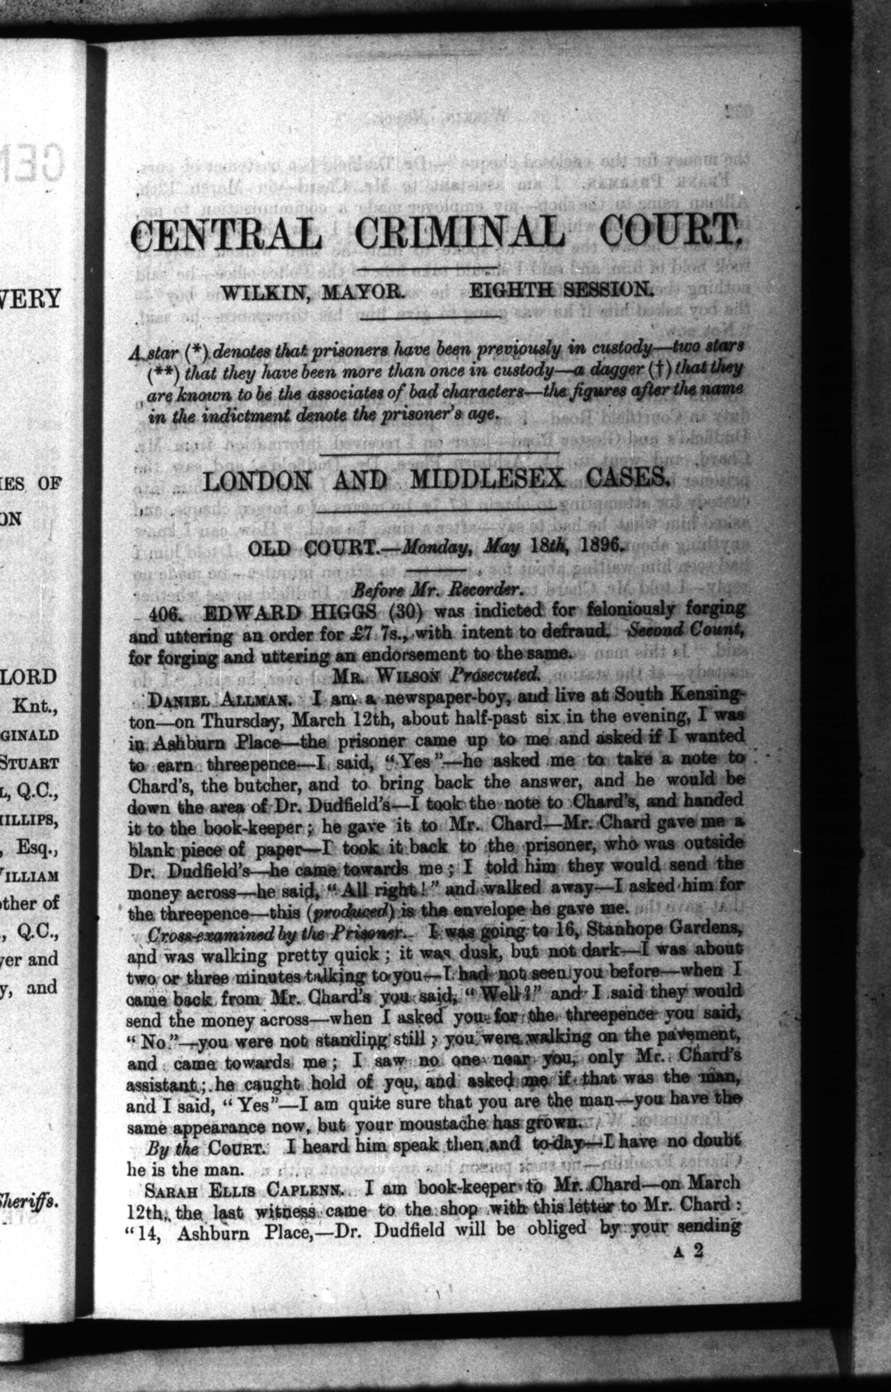 CENTRAL CRIMINAL COURT.
WILKIN, MAYOR. EIGHTH SESSION.
A star (*) denotes that prisoners have been previously in custody—two stars
(**) that they have been more than once in custody—a dagger (†) that they
are known to be the associates of bad characters—the figures after the name
in the indictment denote the prisoner's age.
LONDON AND MIDDLESEX CASES.
OLD COURT.—Monday, May 18th, 1896.
Before Mr. Recorder.
406. EDWARD HIGGS (30) was indicted for feloniously forging
and uttering an order for £7 7s., with intent to defraud. Second Count,
for forging and uttering an endorsement to the same.
MR. WILSON Prosecuted.
DANIEL ALLMAN. I am a newspaper-boy, and live at South Kensing-
ton—on Thursday, March 12th, about half-past six in the evening, I was
in Ashburn Place—the prisoner came up to me and asked if I wanted
to earn threepence—I said, "Yes"—he asked me to take a note to
Chard's, the butcher, and to bring back the answer, and he would be
down the area of Dr. Dudfield's—I took the note to Chard's, and handed
it to the book-keeper; he gave it to Mr. Chard—Mr. Chard gave me a
blank piece of paper—I took it back to the prisoner, who was outside
Dr. Dudfield's—he came towards me; I told him they would send the
money across—he said, "All right!" and walked away—I asked him for
the threepence—this (produced) is the envelope he gave me.
Cross-examined by the Prisoner. I was going to 16, Stanhope Gardens,
and was walking pretty quick; it was dusk, but not dark—I was about
two or three minutes talking to you—I had not seen you before—when I
came back from Mr. Chard's you said, "Well?" and I said they would
send the money across—when I asked you for the threepence you said,
"No."—you were not standing still; you were walking on the pavement,
and came towards me; I saw no one near you, only Mr. Chard's
assistant; he caught hold of you, and asked me if that was the man,
and I said, "Yes"—I am quite sure that you are the man—you have the
same appearance now, but your moustache has grown.
By the COURT. I heard him speak then and to-day—I have no doubt
he is the man.
SARAH ELLIS CAPLENN. I am book-keeper to Mr. Chard—on March
12th, the last witness came to the shop with this letter to Mr. Chard:
"14, Ashburn Place,—Dr. Dudfield will be obliged by your sending
A 2
VERY
IES OF
ON
LORD
Knt.,
GINALD
STUART
L, Q.C.,
HILLIPS,
, Esq.,
WILLIAM
other of
, Q.C.,
yer and
y, and
Sheriffs.